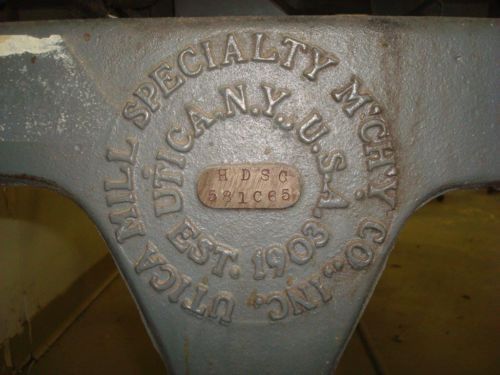 UTICA MILL SPECIALTY M'CH'Y. CO., INC.
UTICA, N.Y., U.S.A.
EST. 1903
HDSC
581C65